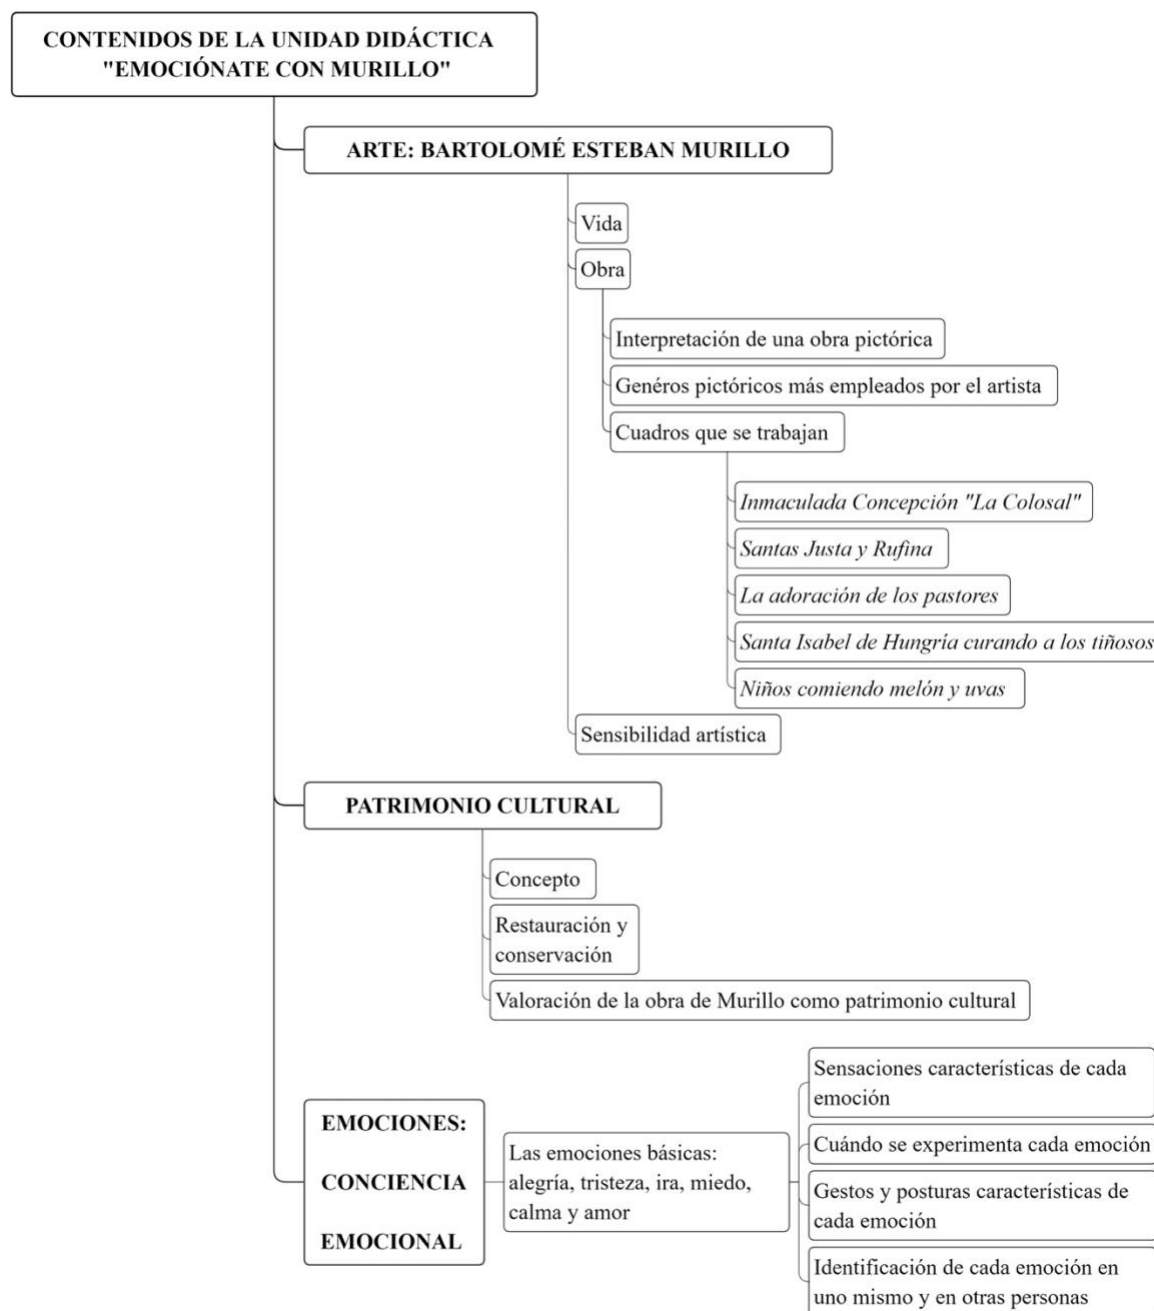 CONTENIDOS DE LA UNIDAD DIDÁCTICA
"EMOCIÓNATE CON MURILLO"
ARTE: BARTOLOMÉ ESTEBAN MURILLO
Vida
Obra
Interpretación de una obra pictórica
Genéros pictóricos más empleados por el artista
Cuadros que se trabajan
Inmaculada Concepción "La Colosal"
Santas Justa y Rufina
La adoración de los pastores
Santa Isabel de Hungría curando a los tiñosos
Niños comiendo melón y uvas
Sensibilidad artística
PATRIMONIO CULTURAL
Concepto
Restauración y
conservación
Valoración de la obra de Murillo como patrimonio cultural
EMOCIONES:
CONCIENCIA
EMOCIONAL
Las emociones básicas:
alegría, tristeza, ira, miedo,
calma y amor
Sensaciones características de cada
emoción
Cuándo se experimenta cada emoción
Gestos y posturas características de
cada emoción
Identificación de cada emoción en
uno mismo y en otras personas